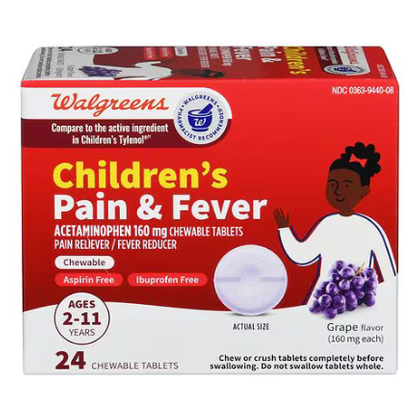 Walgreens
WALGREENS
PHARMACIST RECOMMENDED
NDC 0363-9440-08
Compare to the active ingredient
in Children's Tylenol®**
Children's
Pain & Fever
ACETAMINOPHEN 160 mg CHEWABLE TABLETS
PAIN RELIEVER / FEVER REDUCER
Chewable
Aspirin Free
Ibuprofen Free
AGES
2-11
YEARS
ACTUAL SIZE
Grape flavor
(160 mg each)
24 CHEWABLE TABLETS
Chew or crush tablets completely before
swallowing. Do not swallow tablets whole.